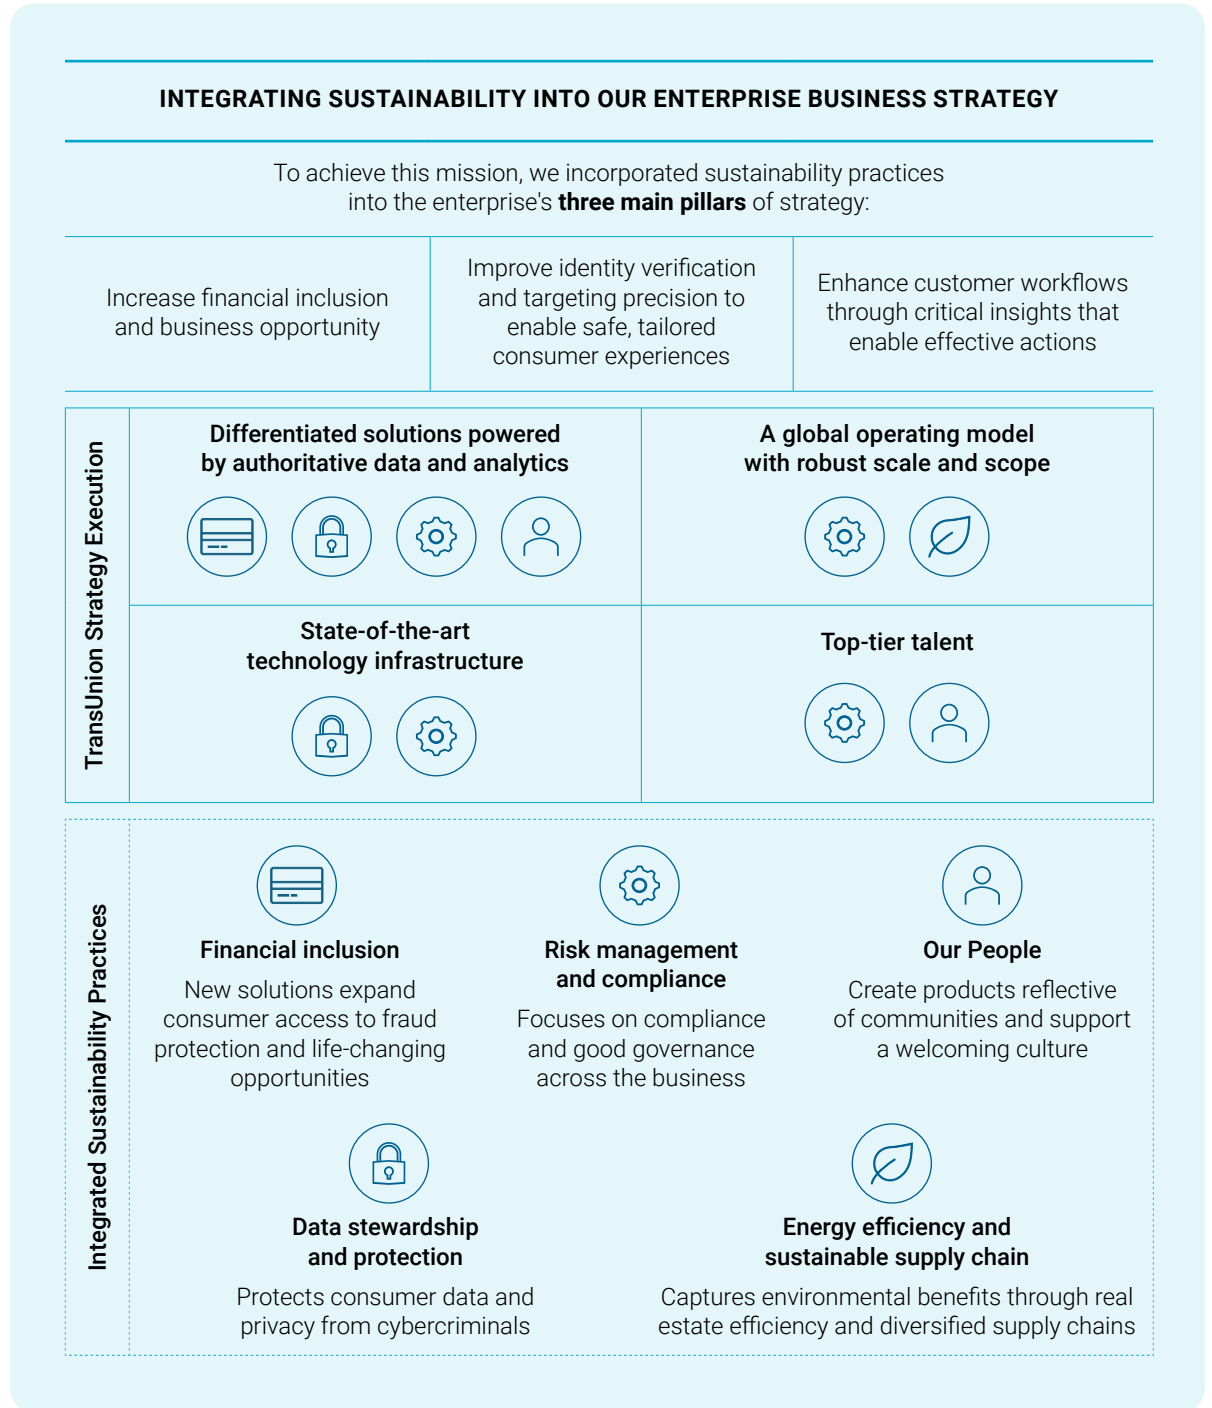 INTEGRATING SUSTAINABILITY INTO OUR ENTERPRISE BUSINESS STRATEGY
To achieve this mission, we incorporated sustainability practices
into the enterprise's three main pillars of strategy:
Increase financial inclusion
and business opportunity
Improve identity verification
and targeting precision to
enable safe, tailored
consumer experiences
Enhance customer workflows
through critical insights that
enable effective actions
TransUnion Strategy Execution
Differentiated solutions powered
by authoritative data and analytics
A global operating model
with robust scale and scope
State-of-the-art
technology infrastructure
Top-tier talent
Integrated Sustainability Practices
Financial inclusion
New solutions expand
consumer access to fraud
protection and life-changing
opportunities
Risk management
and compliance
Focuses on compliance
and good governance
across the business
Our People
Create products reflective
of communities and support
a welcoming culture
Data stewardship
and protection
Protects consumer data and
privacy from cybercriminals
Energy efficiency and
sustainable supply chain
Captures environmental benefits through real
estate efficiency and diversified supply chains